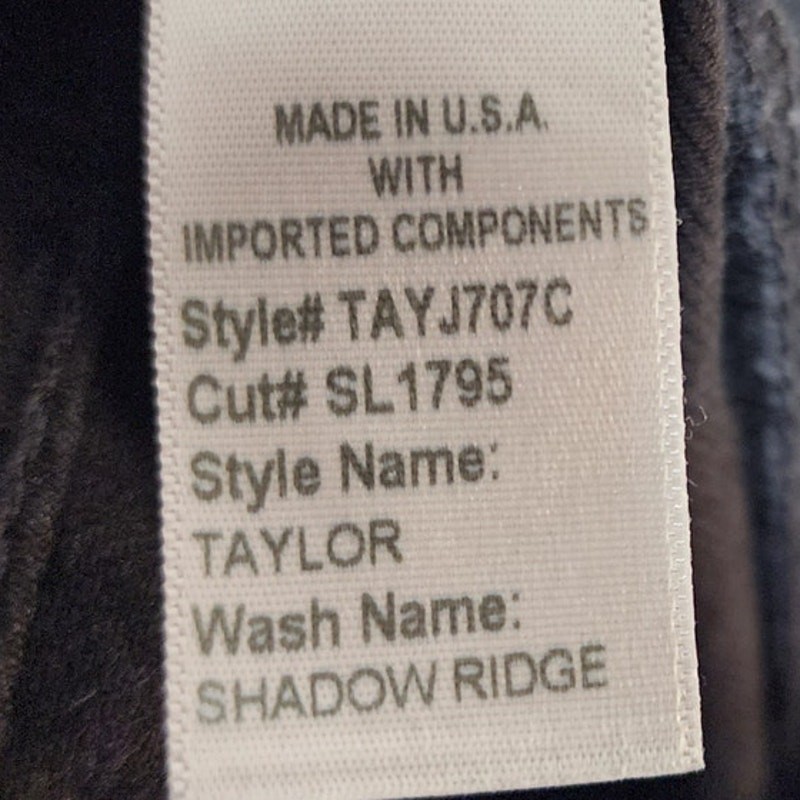 MADE IN U.S.A.
WITH
IMPORTED COMPONENTS
Style# TAYJ707C
Cut# SL1795
Style Name:
TAYLOR
Wash Name:
SHADOW RIDGE